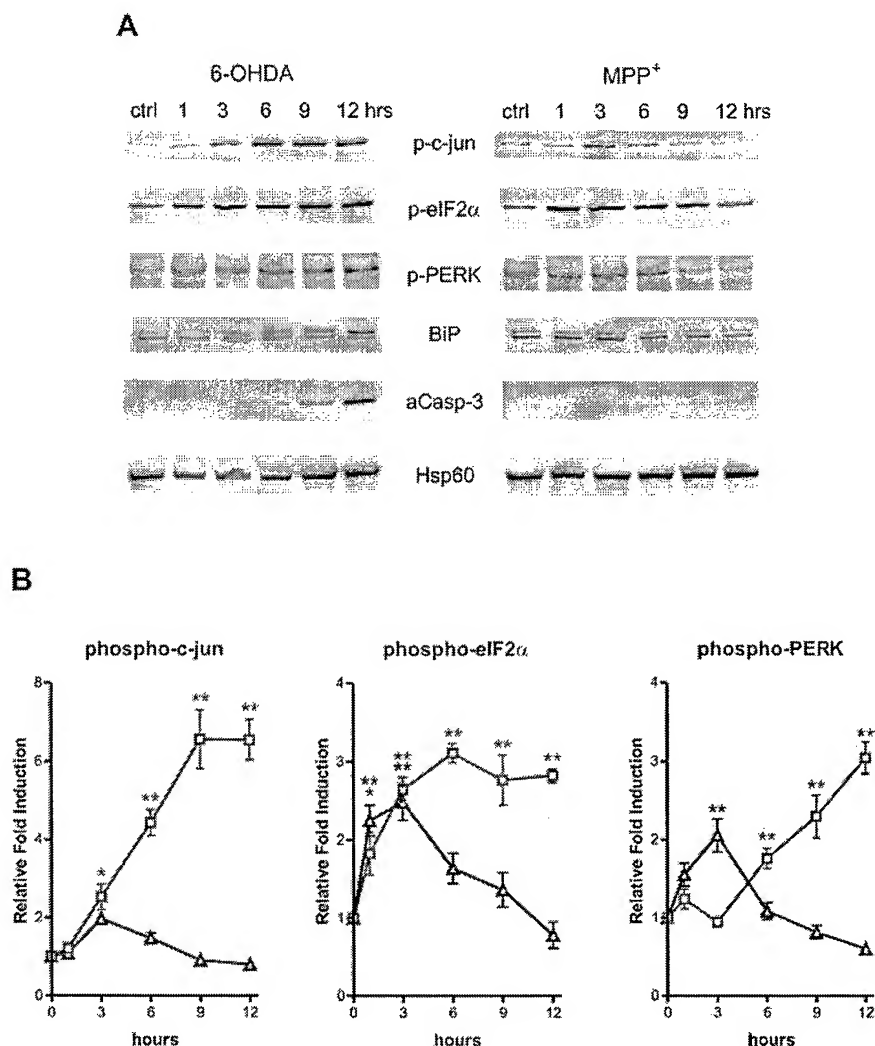 A
6-OHDA MPP+
ctrl 1 3 6 9 12 hrs ctrl 1 3 6 9 12 hrs
p-c-jun
p-eIF2α
p-PERK
BiP
aCasp-3
Hsp60
B
phospho-c-jun
Relative Fold Induction
8
6
4
2
0
0 3 6 9 12
hours
* ** ** **
phospho-eIF2α
Relative Fold Induction
4
3
2
1
0
0 3 6 9 12
hours
** * ** ** ** ** **
phospho-PERK
Relative Fold Induction
4
3
2
1
0
0 3 6 9 12
hours
** ** ** **